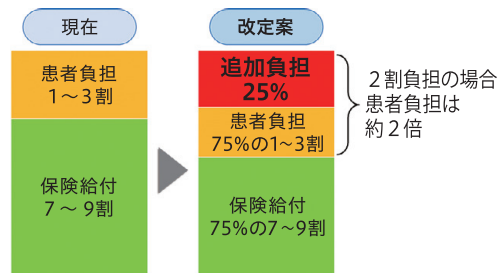 現在
患者負担
1～3割
保険給付
7～9割
改定案
追加負担
25%
患者負担
75%の1~3割
保険給付
75%の7~9割
２割負担の場合
患者負担は
約２倍